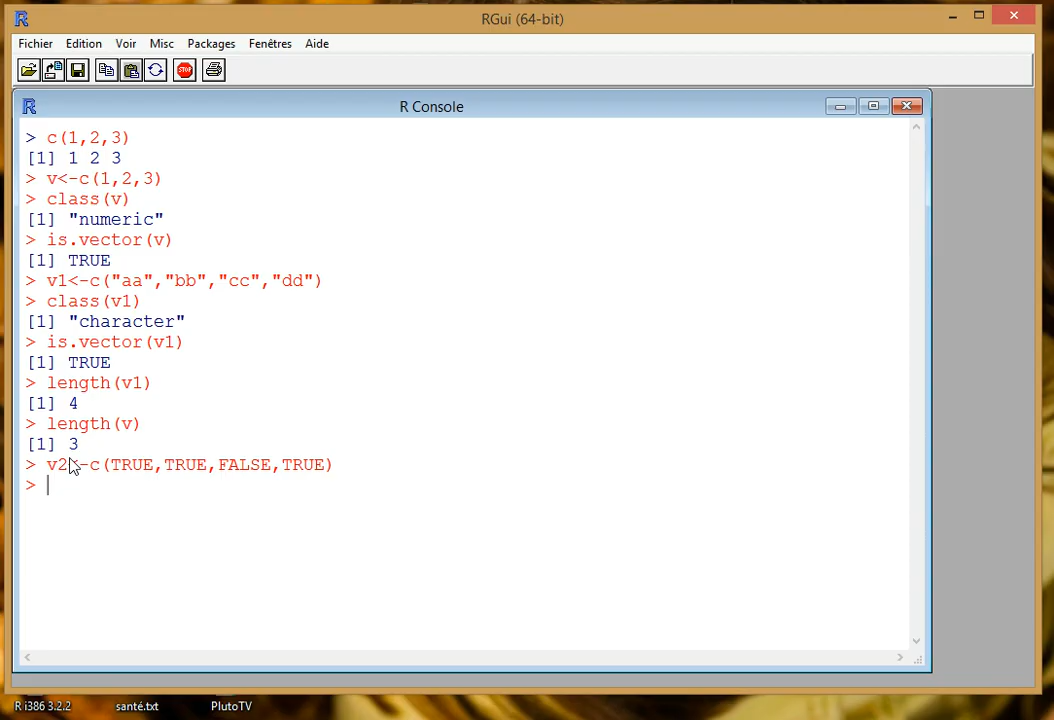 RGui (64-bit)
Fichier Edition Voir Misc Packages Fenêtres Aide
STOP
R Console
> c(1,2,3)
[1] 1 2 3
> v<-c(1,2,3)
> class(v)
[1] "numeric"
> is.vector(v)
[1] TRUE
> v1<-c("aa","bb","cc","dd")
> class(v1)
[1] "character"
> is.vector(v1)
[1] TRUE
> length(v1)
[1] 4
> length(v)
[1] 3
> v2<-c(TRUE,TRUE,FALSE,TRUE)
>
R i386 3.2.2 santé.txt PlutoTV